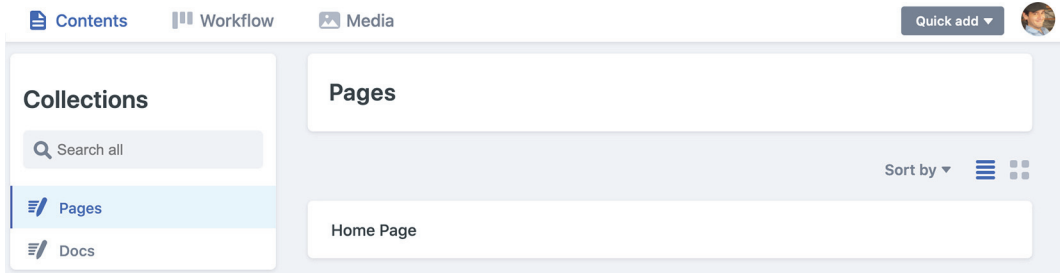 Contents Workflow Media Quick add
Collections
Search all
Pages
Docs
Pages
Sort by
Home Page